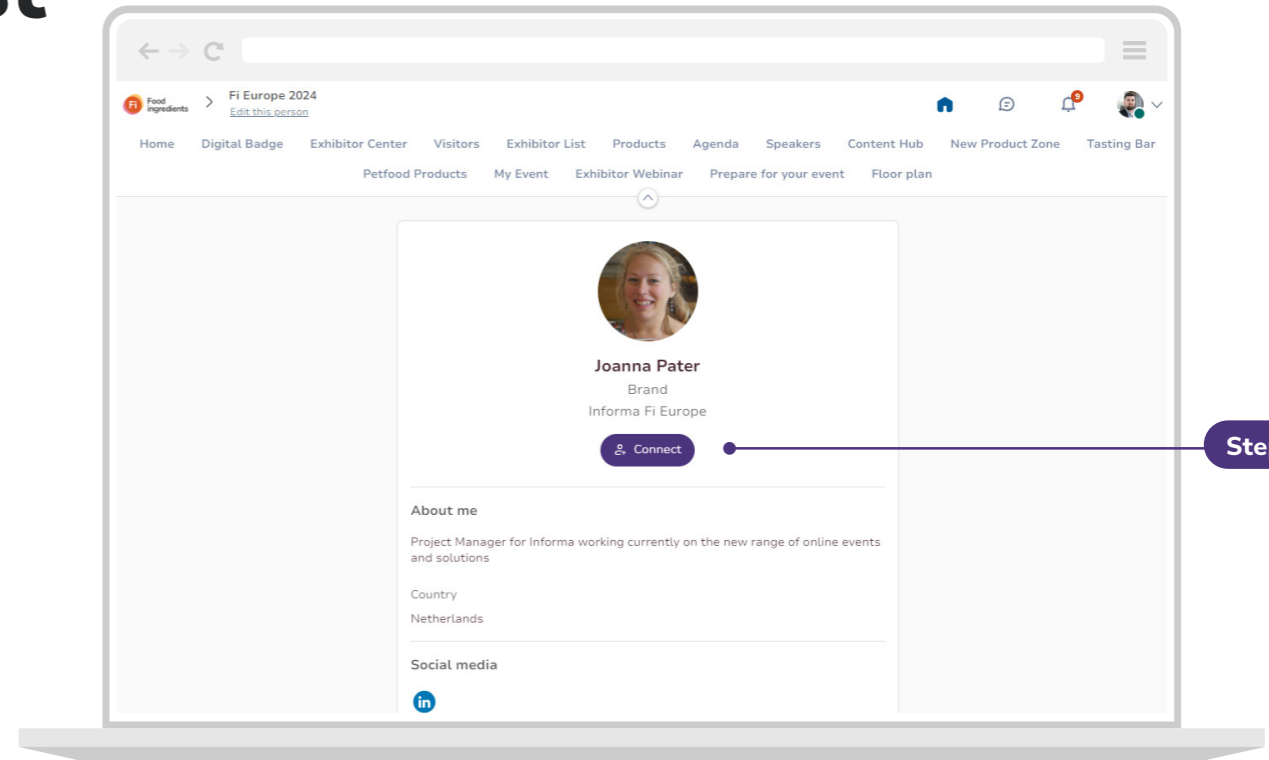 Fi Food ingredients
Fi Europe 2024
Edit this person
9
Home Digital Badge Exhibitor Center Visitors Exhibitor List Products Agenda Speakers Content Hub New Product Zone Tasting Bar
Petfood Products My Event Exhibitor Webinar Prepare for your event Floor plan
Joanna Pater
Brand
Informa Fi Europe
Connect
Ste
About me
Project Manager for Informa working currently on the new range of online events
and solutions
Country
Netherlands
Social media
in